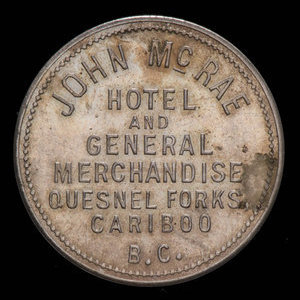 JOHN MCRAE
HOTEL
AND
GENERAL
MERCHANDISE
QUESNEL FORKS.
CARIBOO
B.C.